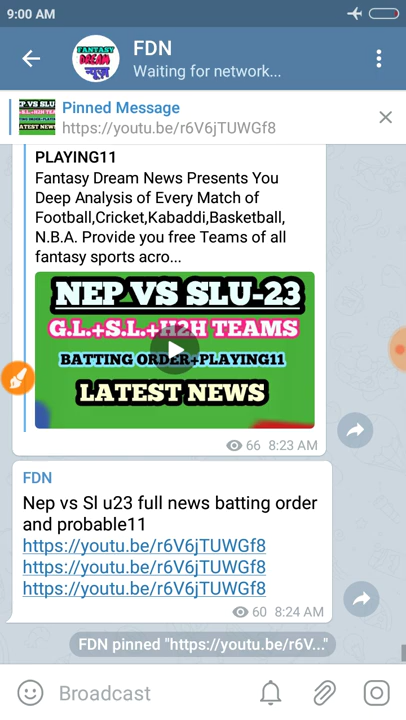 9:00 AM
FANTASY
DREAM
न्यूज़
FDN
Waiting for network...
Pinned Message
https://youtu.be/r6V6jTUWGf8
PLAYING11
Fantasy Dream News Presents You
Deep Analysis of Every Match of
Football,Cricket,Kabaddi,Basketball,
N.B.A. Provide you free Teams of all
fantasy sports acro...
NEP VS SLU-23
G.L.+S.L.+H2H TEAMS
BATTING ORDER+PLAYING11
LATEST NEWS
66 8:23 AM
FDN
Nep vs Sl u23 full news batting order
and probable11
https://youtu.be/r6V6jTUWGf8
https://youtu.be/r6V6jTUWGf8
https://youtu.be/r6V6jTUWGf8
60 8:24 AM
FDN pinned "https://youtu.be/r6V..."
Broadcast